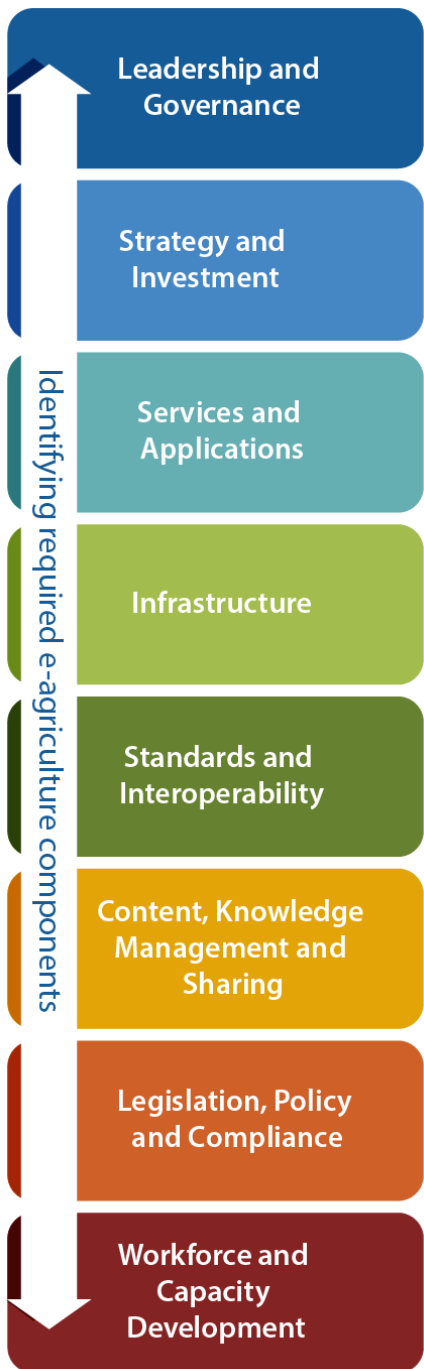 Leadership and
Governance
Strategy and
Investment
Services and
Applications
Infrastructure
Standards and
Interoperability
Content, Knowledge
Management and
Sharing
Legislation, Policy
and Compliance
Workforce and
Capacity
Development
Identifying required e-agriculture components